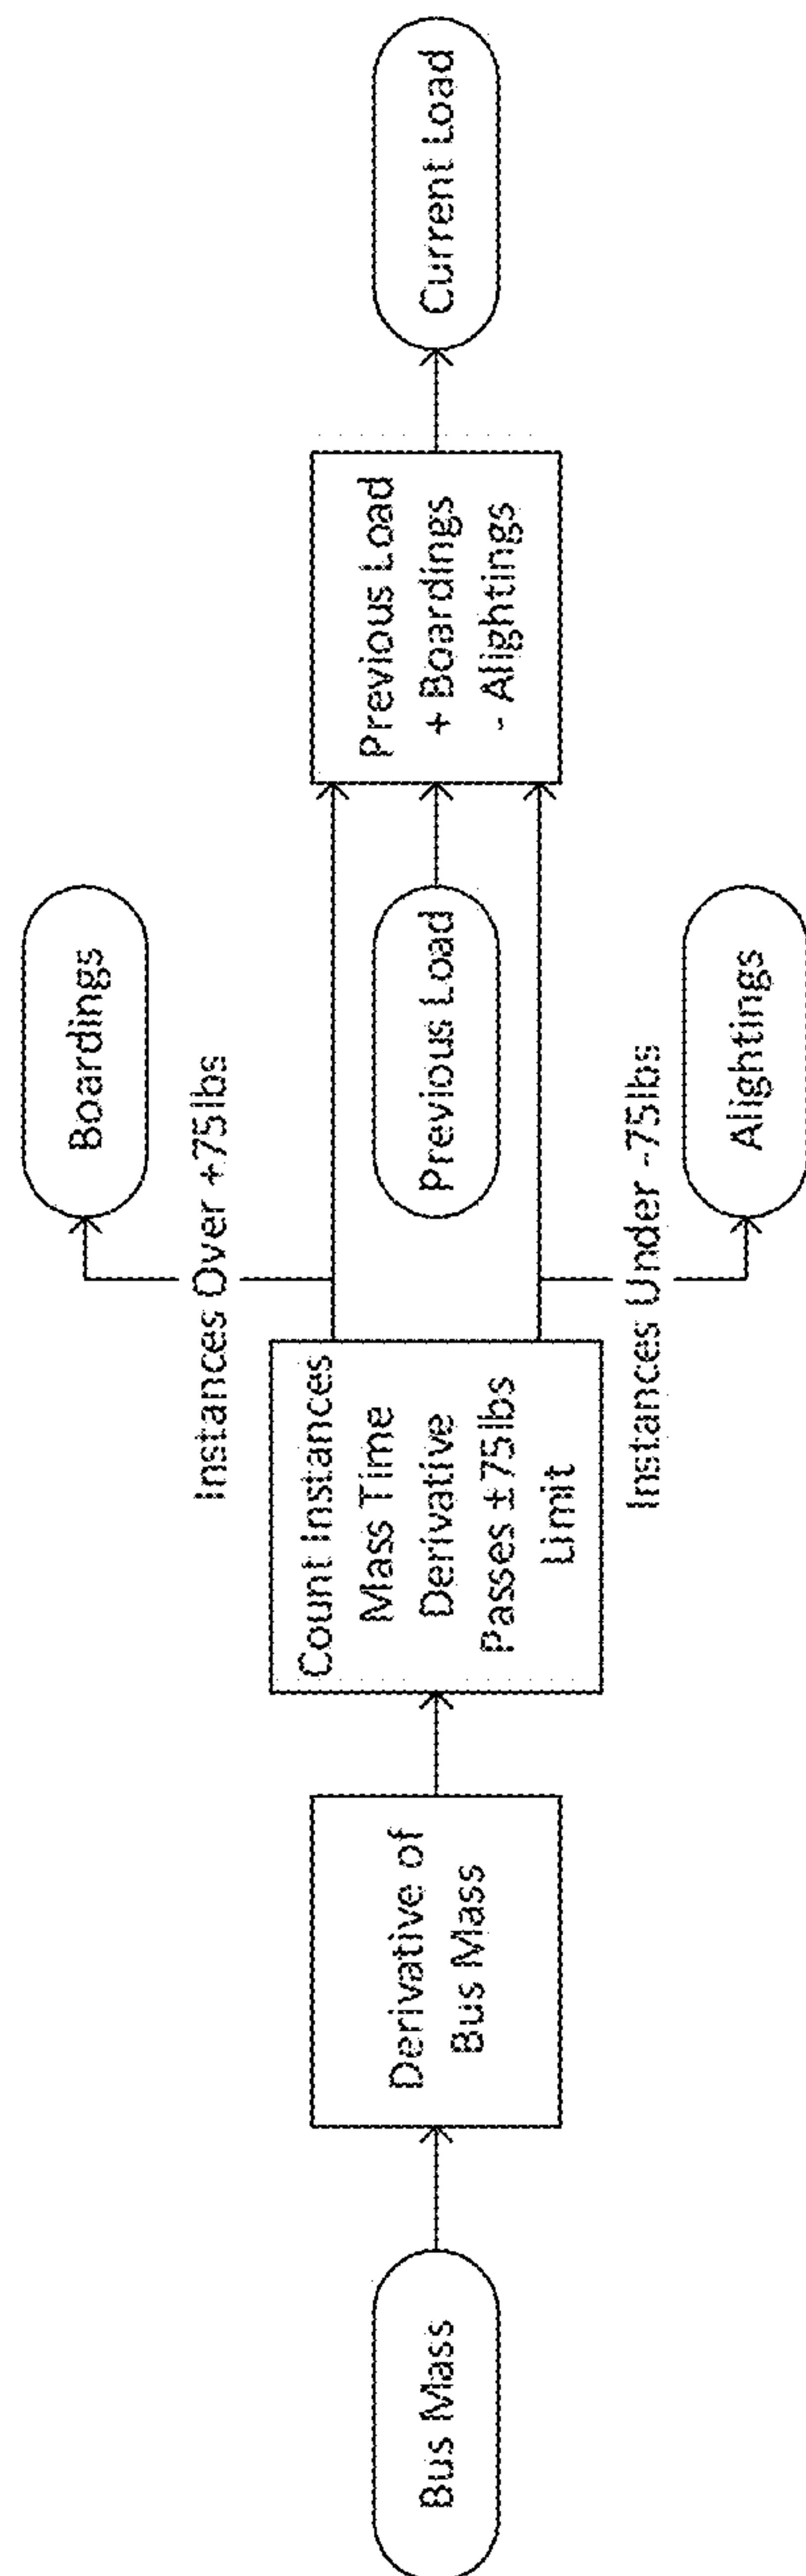 Bus Mass
Derivative of
Bus Mass
Count Instances
Mass Time
Derivative
Passes ±75lbs
Limit
Instances Over +75lbs
Boardings
Previous Load
Instances Under -75lbs
Alightings
Previous Load
+ Boardings
- Alightings
Current Load